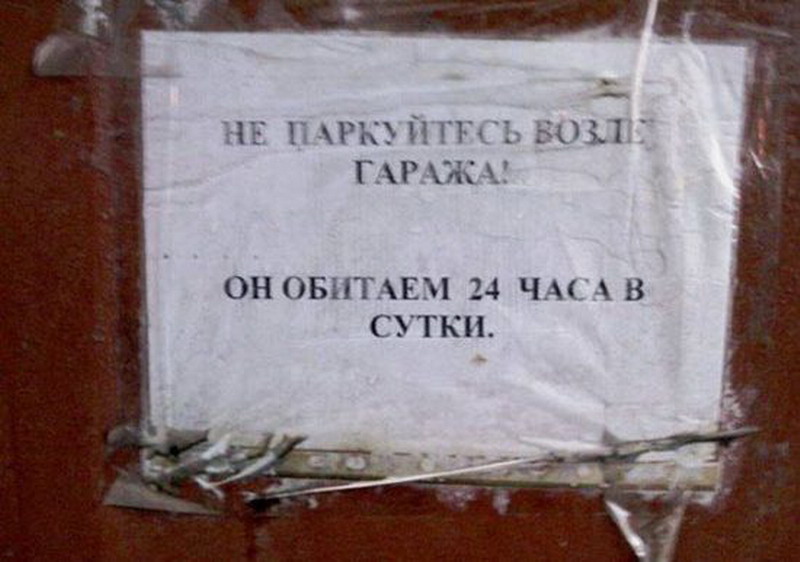 НЕ ПАРКУЙТЕСЬ ВОЗЛЕ
ГАРАЖА!
ОН ОБИТАЕМ 24 ЧАСА В
СУТКИ.